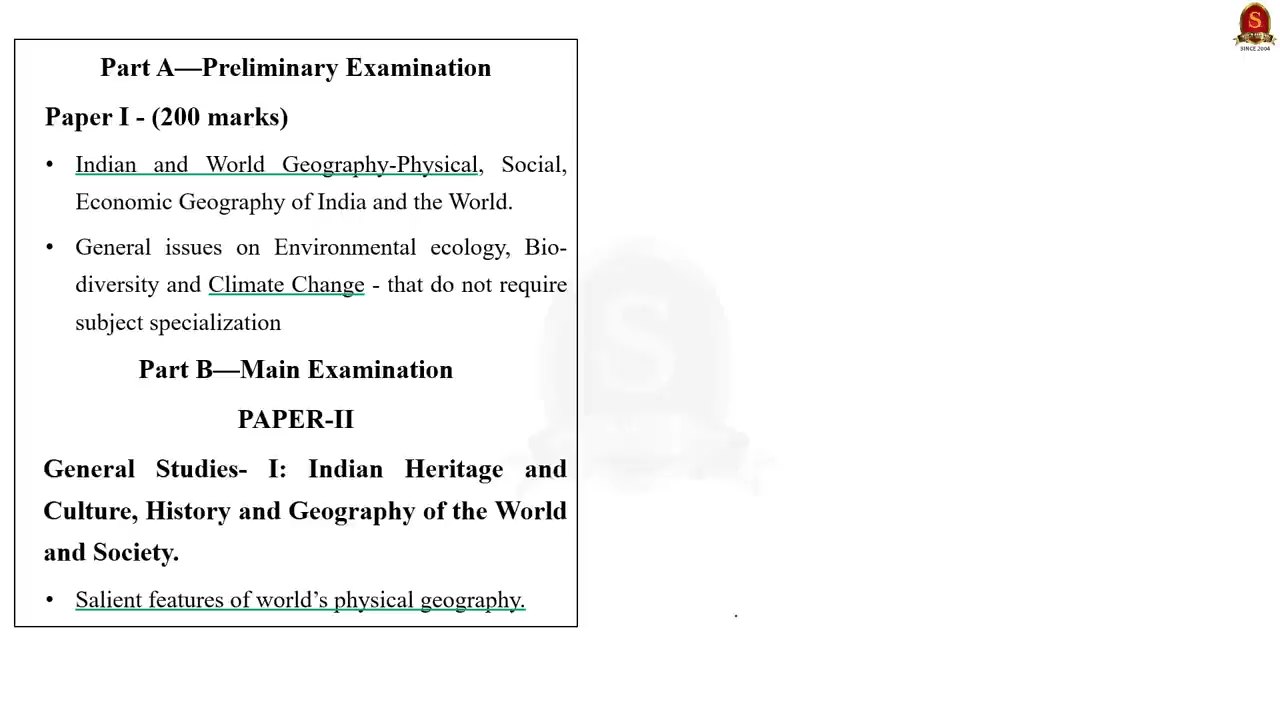 S
SINCE 2004
Part A—Preliminary Examination
Paper I - (200 marks)
• Indian and World Geography-Physical, Social,
Economic Geography of India and the World.
• General issues on Environmental ecology, Bio-
diversity and Climate Change - that do not require
subject specialization
Part B—Main Examination
PAPER-II
General Studies- I: Indian Heritage and
Culture, History and Geography of the World
and Society.
• Salient features of world’s physical geography.
S